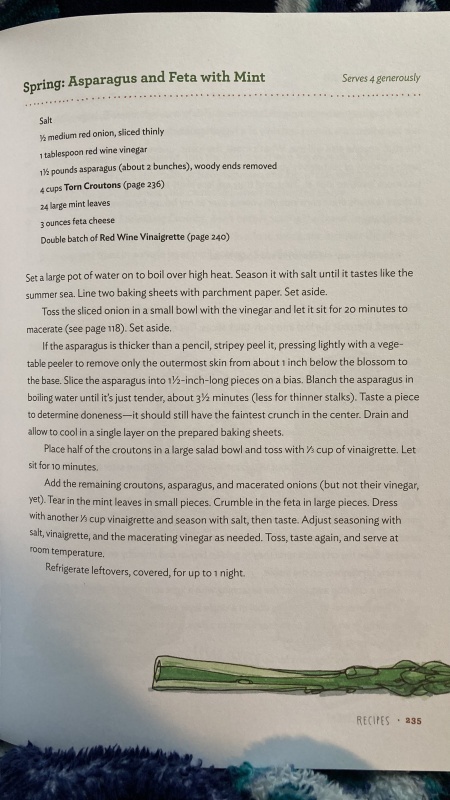 Spring: Asparagus and Feta with Mint
Serves 4 generously
Salt
½ medium red onion, sliced thinly
1 tablespoon red wine vinegar
1½ pounds asparagus (about 2 bunches), woody ends removed
4 cups Torn Croutons (page 236)
24 large mint leaves
3 ounces feta cheese
Double batch of Red Wine Vinaigrette (page 240)
Set a large pot of water on to boil over high heat. Season it with salt until it tastes like the
summer sea. Line two baking sheets with parchment paper. Set aside.
Toss the sliced onion in a small bowl with the vinegar and let it sit for 20 minutes to
macerate (see page 118). Set aside.
If the asparagus is thicker than a pencil, stripey peel it, pressing lightly with a vege-
table peeler to remove only the outermost skin from about 1 inch below the blossom to
the base. Slice the asparagus into 1½-inch-long pieces on a bias. Blanch the asparagus in
boiling water until it's just tender, about 3½ minutes (less for thinner stalks). Taste a piece
to determine doneness—it should still have the faintest crunch in the center. Drain and
allow to cool in a single layer on the prepared baking sheets.
Place half of the croutons in a large salad bowl and toss with ⅓ cup of vinaigrette. Let
sit for 10 minutes.
Add the remaining croutons, asparagus, and macerated onions (but not their vinegar,
yet). Tear in the mint leaves in small pieces. Crumble in the feta in large pieces. Dress
with another ⅓ cup vinaigrette and season with salt, then taste. Adjust seasoning with
salt, vinaigrette, and the macerating vinegar as needed. Toss, taste again, and serve at
room temperature.
Refrigerate leftovers, covered, for up to 1 night.
RECIPES • 235